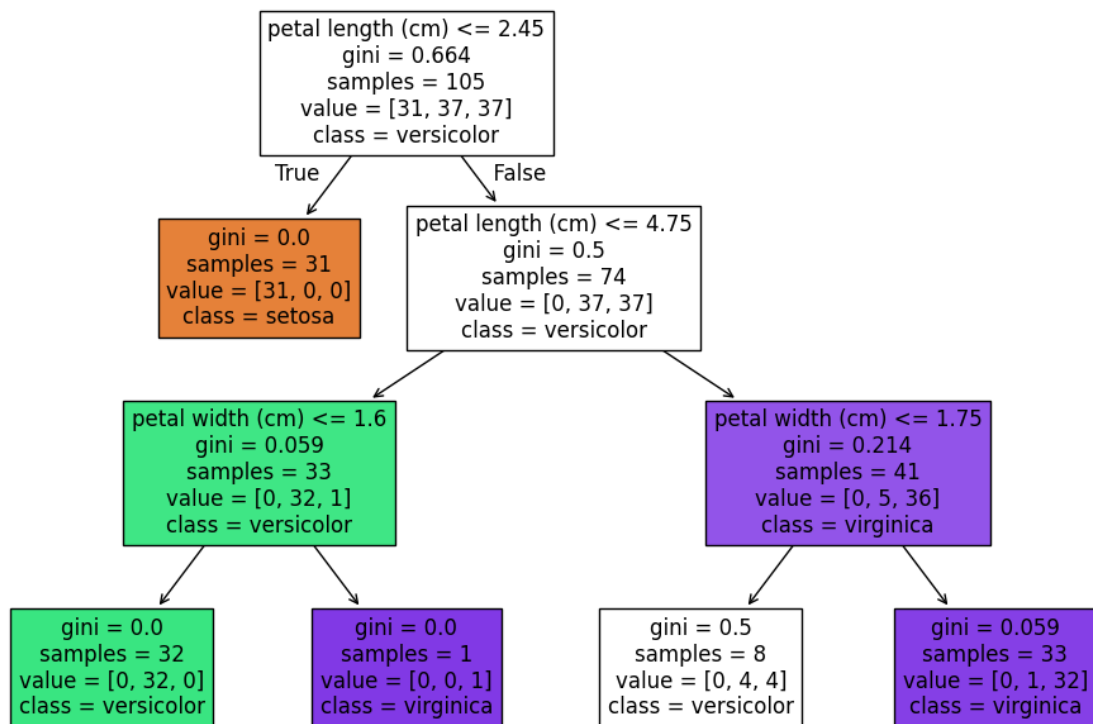 petal length (cm) <= 2.45
gini = 0.664
samples = 105
value = [31, 37, 37]
class = versicolor
True
False
gini = 0.0
samples = 31
value = [31, 0, 0]
class = setosa
petal length (cm) <= 4.75
gini = 0.5
samples = 74
value = [0, 37, 37]
class = versicolor
petal width (cm) <= 1.6
gini = 0.059
samples = 33
value = [0, 32, 1]
class = versicolor
petal width (cm) <= 1.75
gini = 0.214
samples = 41
value = [0, 5, 36]
class = virginica
gini = 0.0
samples = 32
value = [0, 32, 0]
class = versicolor
gini = 0.0
samples = 1
value = [0, 0, 1]
class = virginica
gini = 0.5
samples = 8
value = [0, 4, 4]
class = versicolor
gini = 0.059
samples = 33
value = [0, 1, 32]
class = virginica